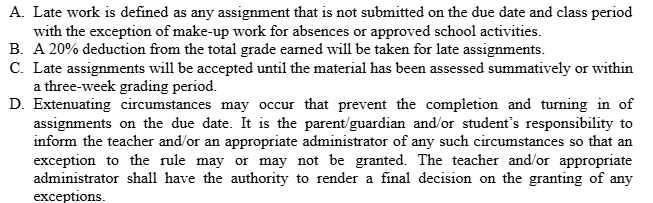 A. Late work is defined as any assignment that is not submitted on the due date and class period
with the exception of make-up work for absences or approved school activities.
B. A 20% deduction from the total grade earned will be taken for late assignments.
C. Late assignments will be accepted until the material has been assessed summatively or within
a three-week grading period.
D. Extenuating circumstances may occur that prevent the completion and turning in of
assignments on the due date. It is the parent/guardian and/or student's responsibility to
inform the teacher and/or an appropriate administrator of any such circumstances so that an
exception to the rule may or may not be granted. The teacher and/or appropriate
administrator shall have the authority to render a final decision on the granting of any
exceptions.